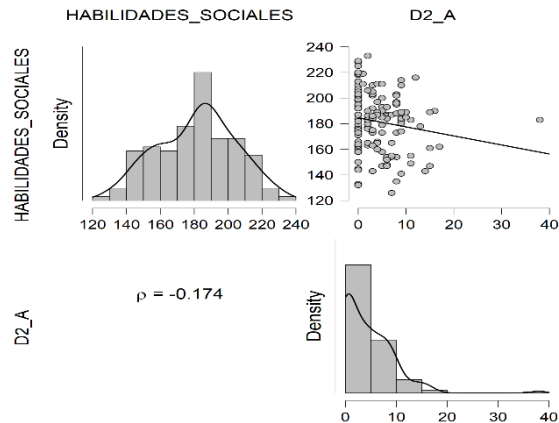 HABILIDADES_SOCIALES
D2_A
HABILIDADES_SOCIALES
Density
120 140 160 180 200 220 240
240
220
200
180
160
140
120
0 10 20 30 40
D2_A
ρ = -0.174
Density
0 10 20 30 40